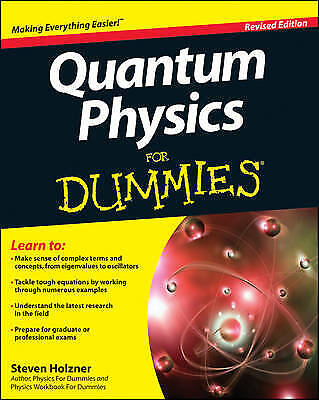 Making Everything Easier!™
Revised Edition
Quantum
Physics
FOR
DUMMIES®
Learn to:
• Make sense of complex terms and
concepts, from eigenvalues to oscillators
• Tackle tough equations by working
through numerous examples
• Understand the latest research
in the field
• Prepare for graduate or
professional exams
Steven Holzner
Author, Physics For Dummies and
Physics Workbook For Dummies